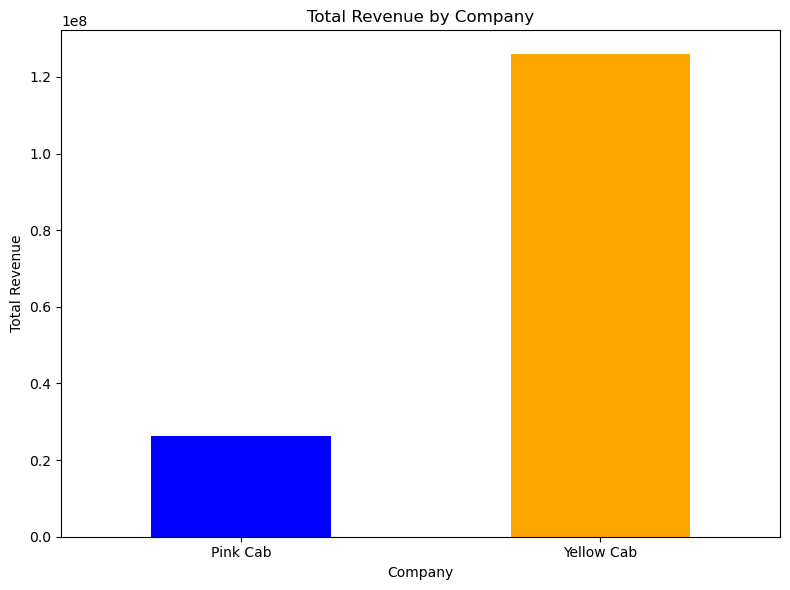 Total Revenue by Company
1e8
1.2
1.0
0.8
0.6
0.4
0.2
0.0
Total Revenue
Pink Cab
Yellow Cab
Company